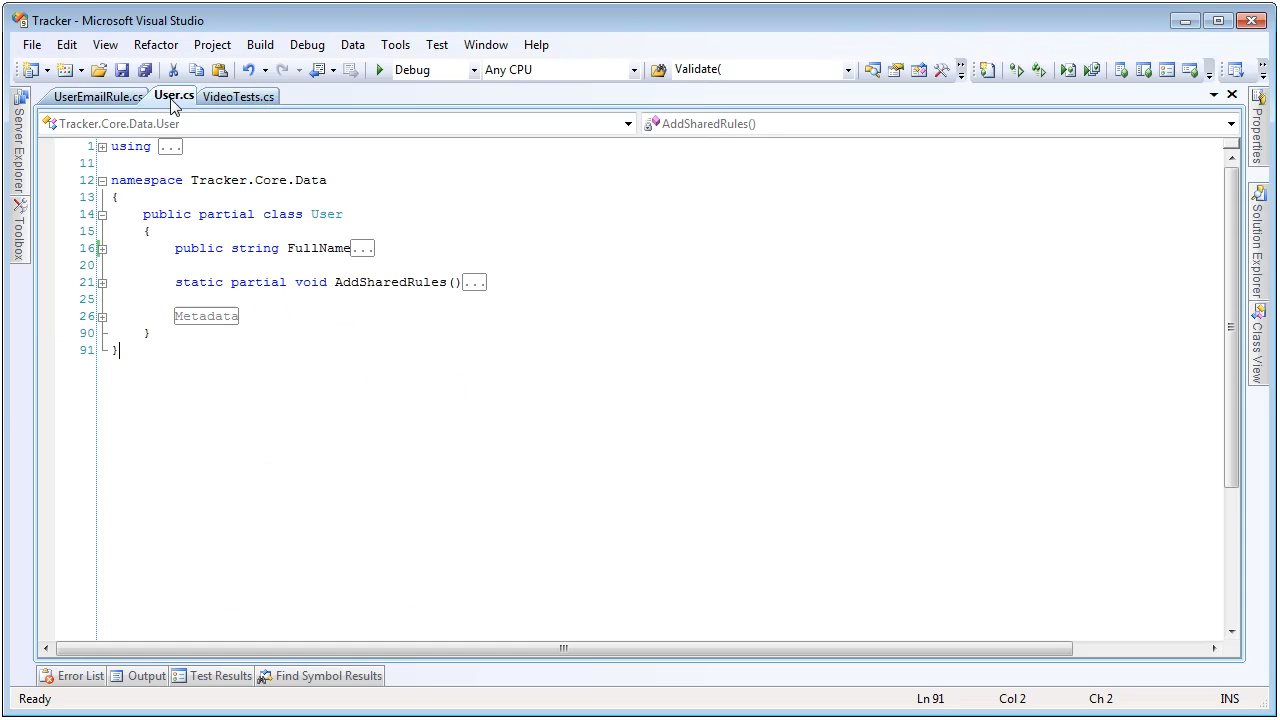 Tracker - Microsoft Visual Studio
File Edit View Refactor Project Build Debug Data Tools Test Window Help
Debug Any CPU Validate(
UserEmailRule.cs User.cs VideoTests.cs
Tracker.Core.Data.User AddSharedRules()
1 using ...
11
12 namespace Tracker.Core.Data
13 {
14 public partial class User
15 {
16 public string FullName...
20
21 static partial void AddSharedRules()...
25
26 Metadata
90 }
91 }
Server Explorer
Toolbox
Properties
Solution Explorer
Class View
Error List Output Test Results Find Symbol Results
Ready Ln 91 Col 2 Ch 2 INS